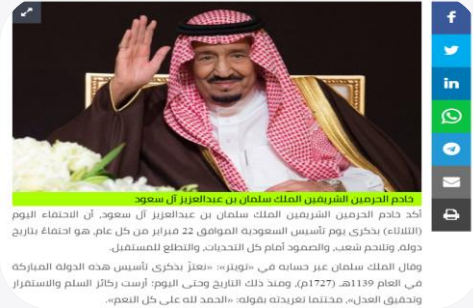 خادم الحرمين الشريفين الملك سلمان بن عبدالعزيز آل سعود
أكد خادم الحرمين الشريفين الملك سلمان بن عبدالعزيز آل سعود، أن الاحتفاء اليوم
(الثلاثاء) بذكرى يوم تأسيس السعودية الموافق 22 فبراير من كل عام، هو احتفاءٌ بتاريخ
دولة، وتلاحم شعب، والصمود أمام كل التحديات، والتطلع للمستقبل.
وقال الملك سلمان عبر حسابه في «تويتر»: «نعتزّ بذكرى تأسيس هذه الدولة المباركة
في العام 1139هـ (1727م)، ومنذ ذلك التاريخ وحتى اليوم؛ أرست ركائز السلم والاستقرار
وتحقيق العدل»، مختتما تغريدته بقوله: «الحمد لله على كل النعم».